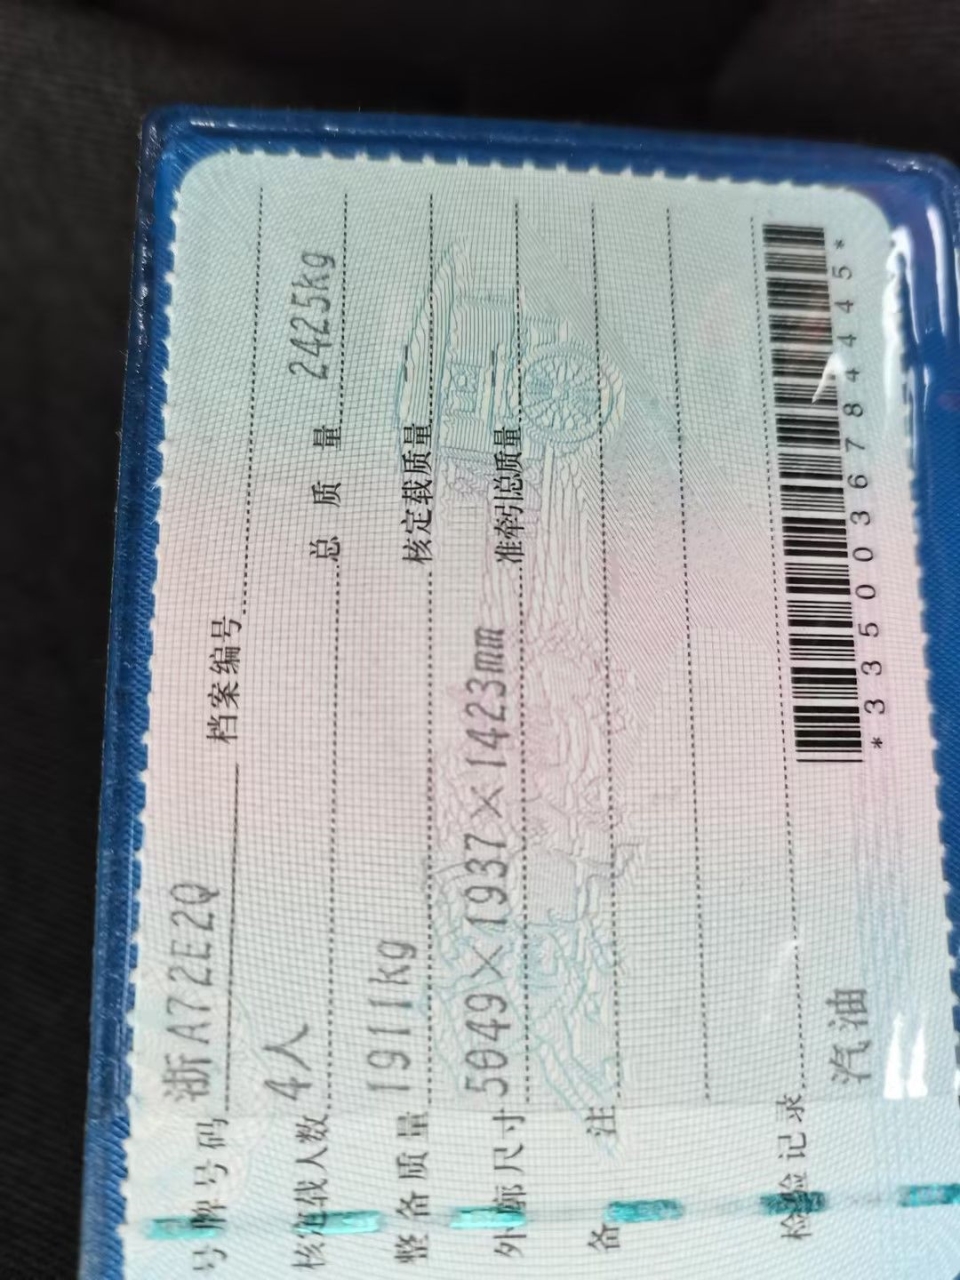 号牌号码 浙A72E2Q 档案编号
核定载人数 4人 总质量 2425kg
整备质量 1911kg 核定载质量 --
外廓尺寸 5049×1937×1423mm 准牵引总质量 --
备注
检验记录
汽油 *3350036784445*